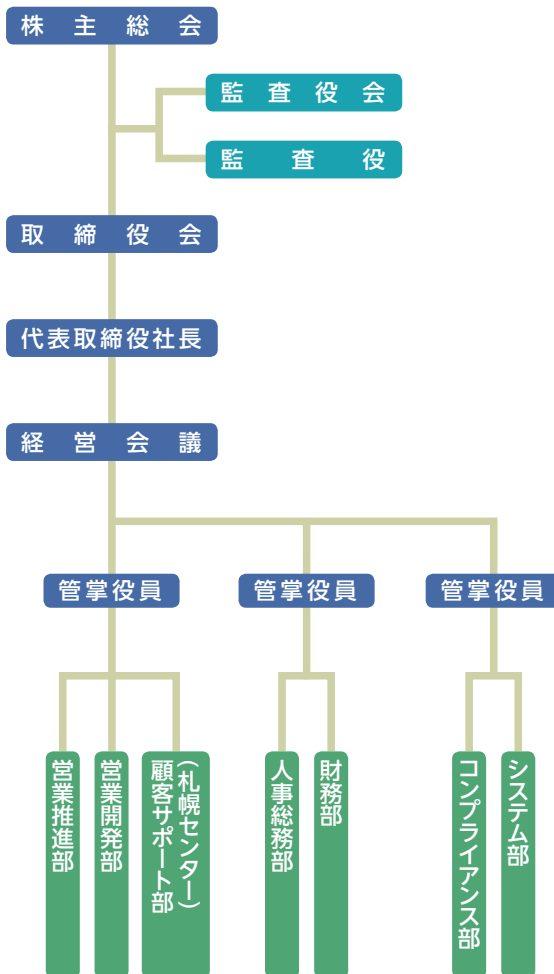 株主総会
監査役会
監査役
取締役会
代表取締役社長
経営会議
管掌役員
管掌役員
管掌役員
営業推進部
営業開発部
顧客サポート部
（札幌センター）
人事総務部
財務部
コンプライアンス部
システム部